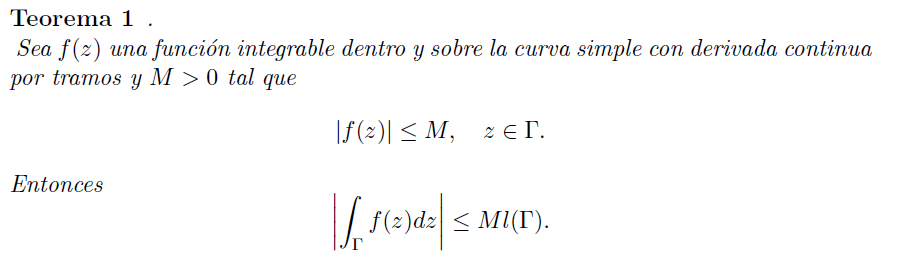 Teorema 1 .
Sea f(z) una función integrable dentro y sobre la curva simple con derivada continua
por tramos y M > 0 tal que
|f(z)| ≤ M, z ∈ Γ.
Entonces
|∫_Γ f(z)dz| ≤ Ml(Γ).